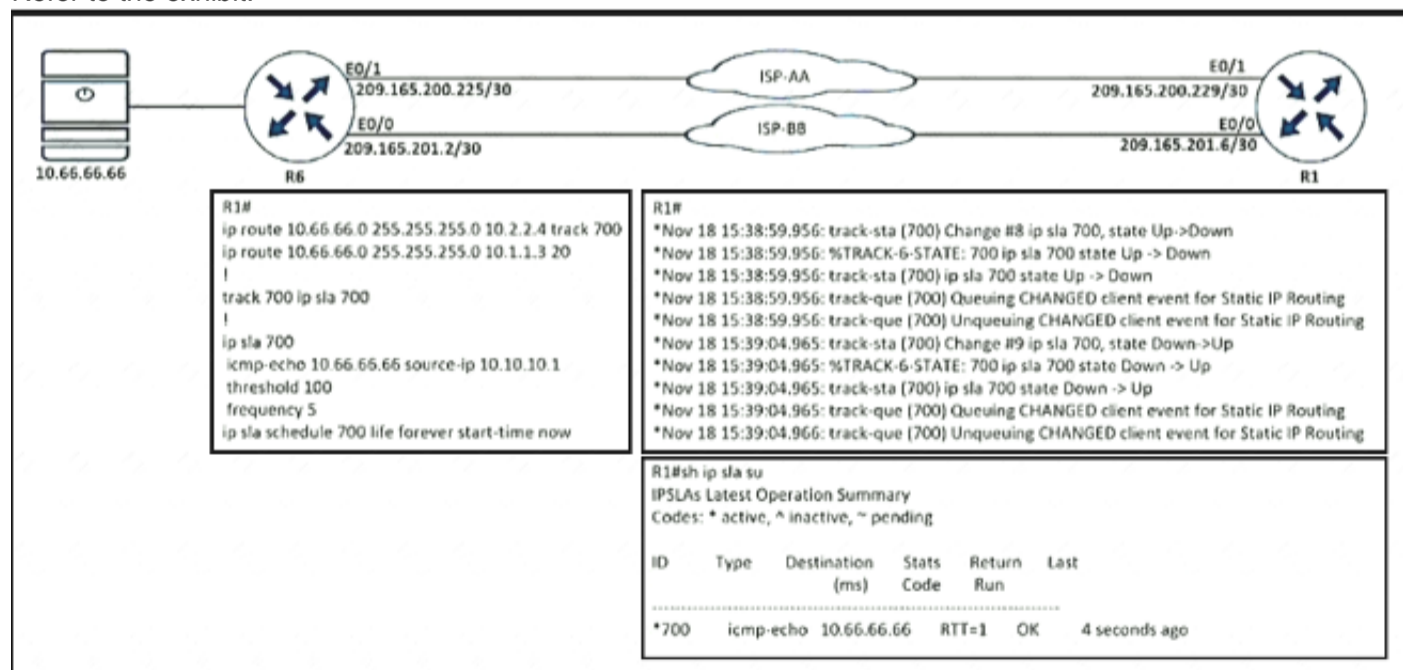 Refer to the exhibit.
E0/1
209.165.200.225/30
E0/0
209.165.201.2/30
10.66.66.66
R6
ISP-AA
ISP-BB
E0/1
209.165.200.229/30
E0/0
209.165.201.6/30
R1
R1#
ip route 10.66.66.0 255.255.255.0 10.2.2.4 track 700
ip route 10.66.66.0 255.255.255.0 10.1.1.3 20
!
track 700 ip sla 700
!
ip sla 700
icmp-echo 10.66.66.66 source-ip 10.10.10.1
threshold 100
frequency 5
ip sla schedule 700 life forever start-time now
R1#
*Nov 18 15:38:59.956: track-sta (700) Change #8 ip sla 700, state Up->Down
*Nov 18 15:38:59.956: %TRACK-6-STATE: 700 ip sla 700 state Up -> Down
*Nov 18 15:38:59.956: track-sta (700) ip sla 700 state Up -> Down
*Nov 18 15:38:59.956: track-que (700) Queuing CHANGED client event for Static IP Routing
*Nov 18 15:38:59.956: track-que (700) Unqueuing CHANGED client event for Static IP Routing
*Nov 18 15:39:04.965: track-sta (700) Change #9 ip sla 700, state Down->Up
*Nov 18 15:39:04.965: %TRACK-6-STATE: 700 ip sla 700 state Down -> Up
*Nov 18 15:39:04.965: track-sta (700) ip sla 700 state Down -> Up
*Nov 18 15:39:04.965: track-que (700) Queuing CHANGED client event for Static IP Routing
*Nov 18 15:39:04.966: track-que (700) Unqueuing CHANGED client event for Static IP Routing
R1#sh ip sla su
IPSLAs Latest Operation Summary
Codes: * active, ^ inactive, ~ pending
ID Type Destination Stats Return Last
(ms) Code Run
*700 icmp-echo 10.66.66.66 RTT=1 OK 4 seconds ago